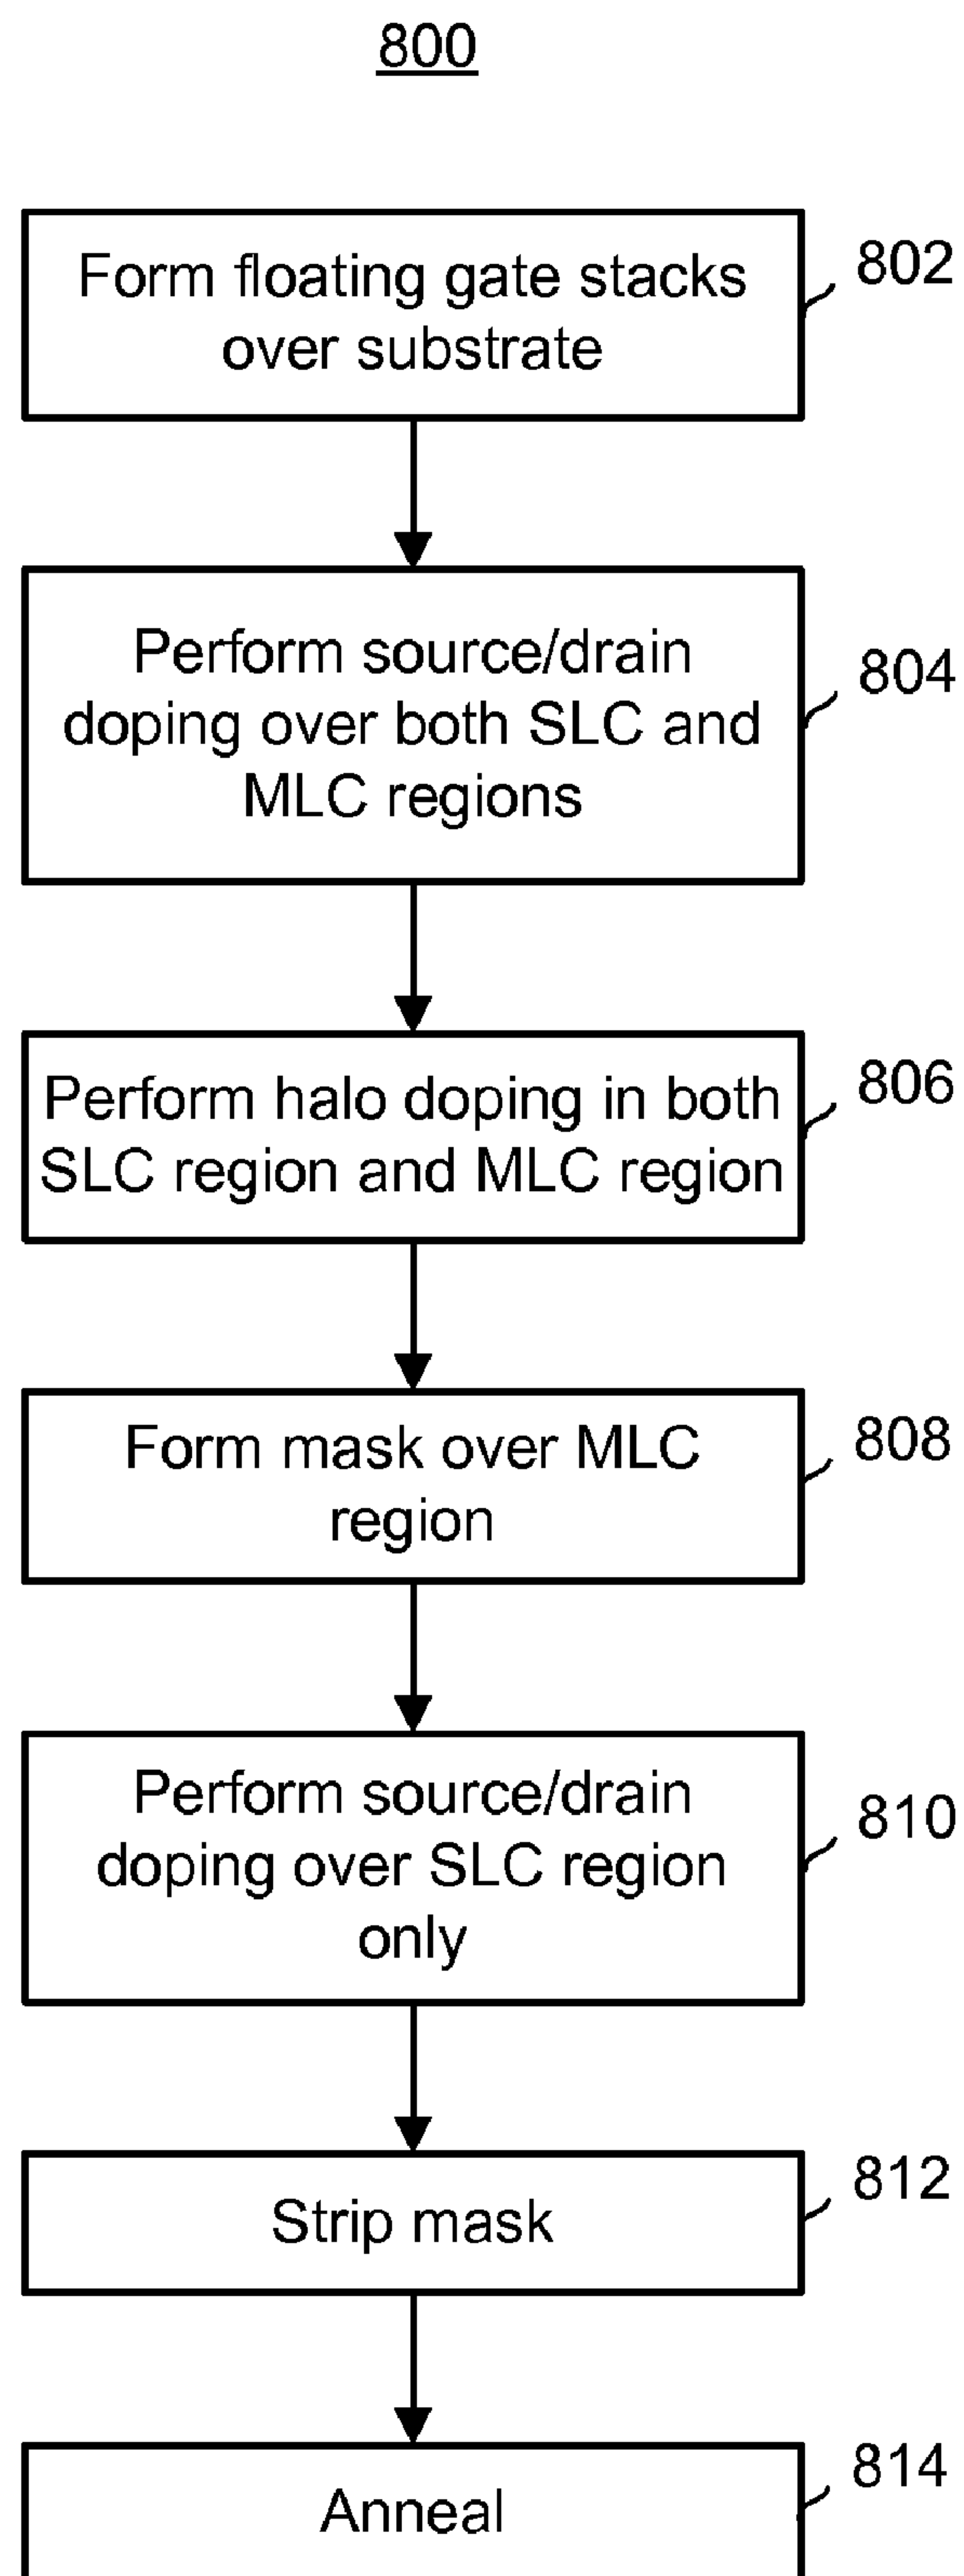 800
Form floating gate stacks
over substrate
802
Perform source/drain
doping over both SLC and
MLC regions
804
Perform halo doping in both
SLC region and MLC region
806
Form mask over MLC
region
808
Perform source/drain
doping over SLC region
only
810
Strip mask
812
Anneal
814